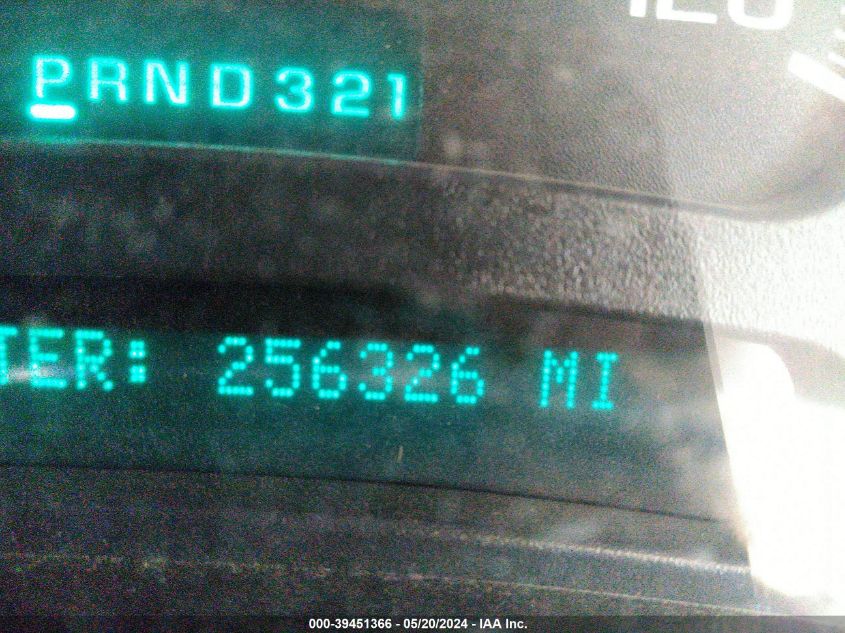 PRND321
TER: 256326 MI
000-39451366 - 05/20/2024 - IAA Inc.